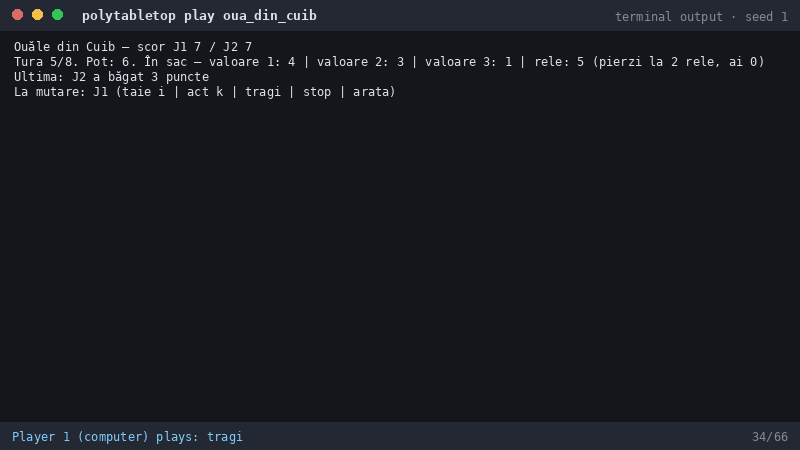 polytabletop play oua_din_cuib
terminal output · seed 1
Ouăle din Cuib — scor J1 7 / J2 7
Tura 5/8. Pot: 6. În sac — valoare 1: 4 | valoare 2: 3 | valoare 3: 1 | rele: 5 (pierzi la 2 rele, ai 0)
Ultima: J2 a băgat 3 puncte
La mutare: J1 (taie i | act k | tragi | stop | arata)
Player 1 (computer) plays: tragi
34/66